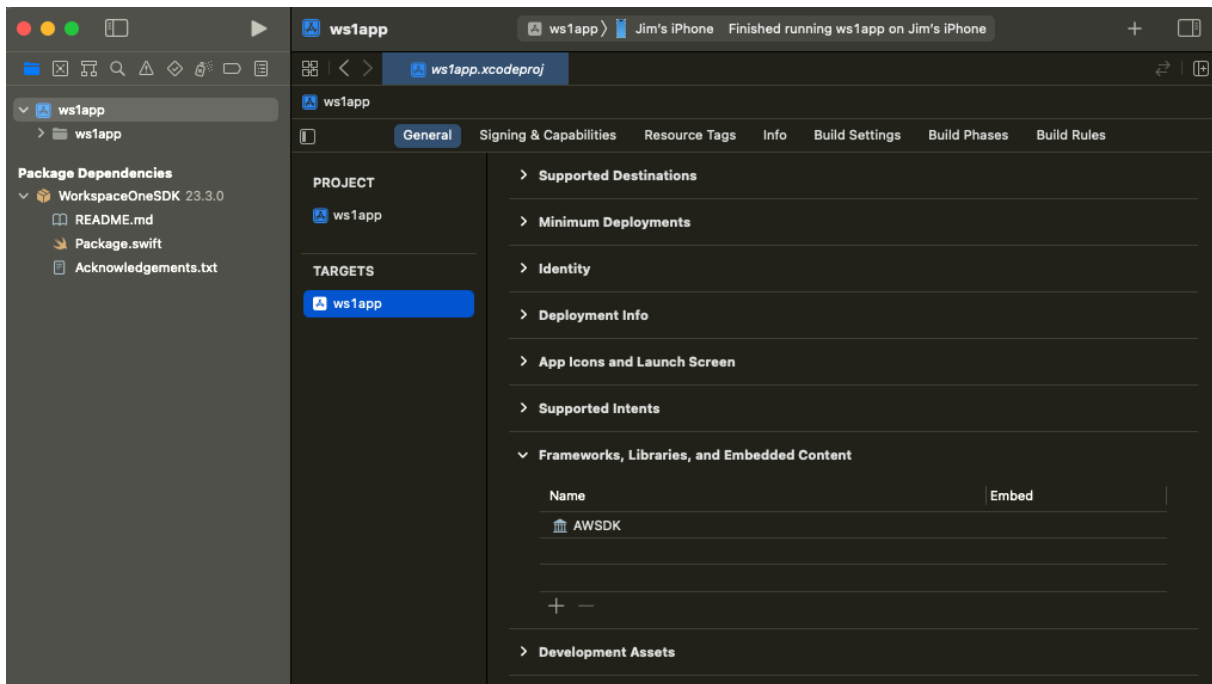 ws1app
ws1app 〉 Jim's iPhone Finished running ws1app on Jim's iPhone
ws1app.xcodeproj
ws1app
ws1app
ws1app
Package Dependencies
WorkspaceOneSDK 23.3.0
README.md
Package.swift
Acknowledgements.txt
General Signing & Capabilities Resource Tags Info Build Settings Build Phases Build Rules
PROJECT
ws1app
TARGETS
ws1app
Supported Destinations
Minimum Deployments
Identity
Deployment Info
App Icons and Launch Screen
Supported Intents
Frameworks, Libraries, and Embedded Content
Name Embed
AWSDK
Development Assets